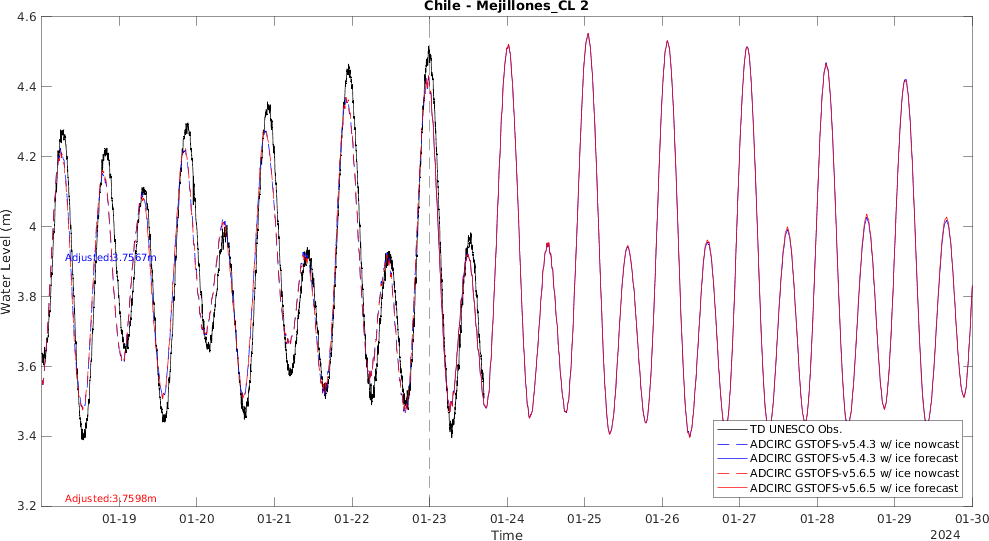 Chile - Mejillones_CL 2
4.6
4.4
4.2
4
3.8
3.6
3.4
3.2
Water Level (m)
Adjusted:3.7567m
Adjusted:3.7598m
TD UNESCO Obs.
ADCIRC GSTOFS-v5.4.3 w/ ice nowcast
ADCIRC GSTOFS-v5.4.3 w/ ice forecast
ADCIRC GSTOFS-v5.6.5 w/ ice nowcast
ADCIRC GSTOFS-v5.6.5 w/ ice forecast
01-19 01-20 01-21 01-22 01-23 01-24 01-25 01-26 01-27 01-28 01-29 01-30
Time
2024